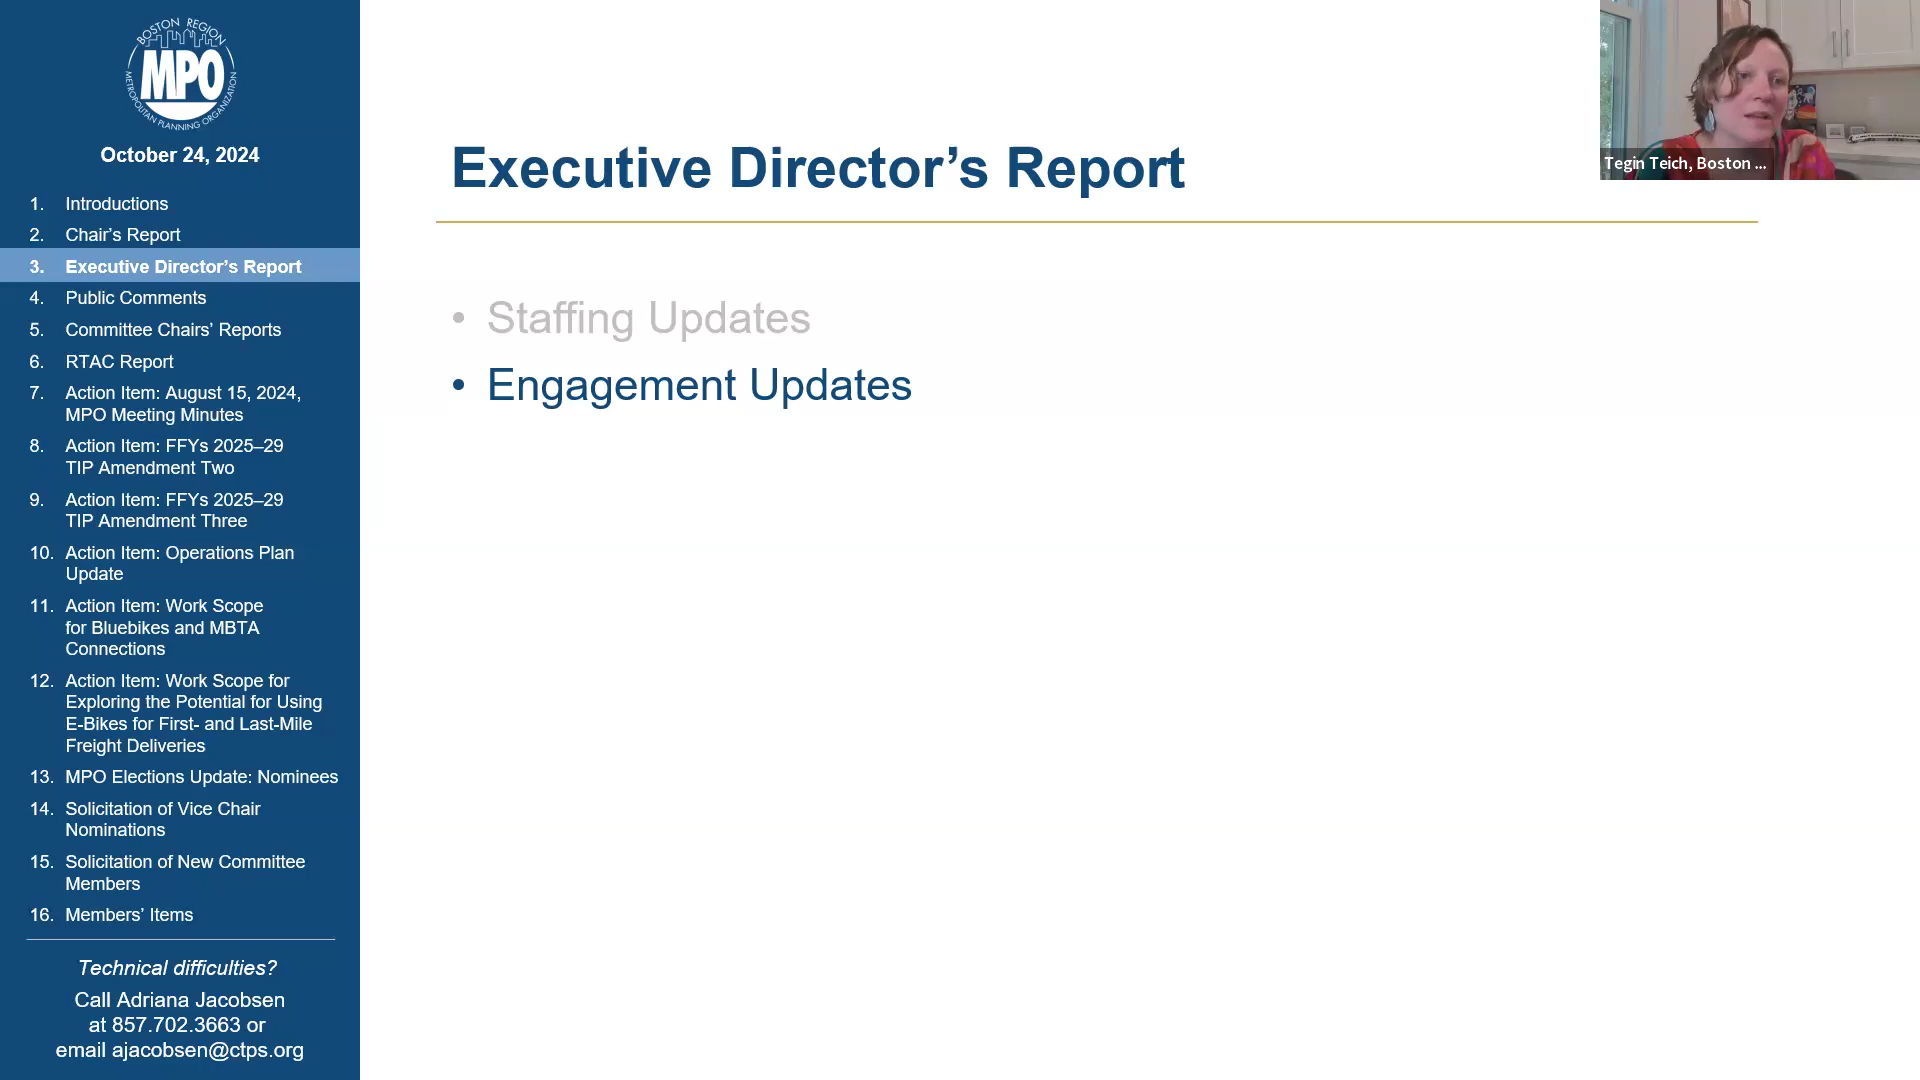 BOSTON REGION
MPO
METROPOLITAN PLANNING ORGANIZATION
October 24, 2024
1. Introductions
2. Chair’s Report
3. Executive Director’s Report
4. Public Comments
5. Committee Chairs’ Reports
6. RTAC Report
7. Action Item: August 15, 2024,
MPO Meeting Minutes
8. Action Item: FFYs 2025–29
TIP Amendment Two
9. Action Item: FFYs 2025–29
TIP Amendment Three
10. Action Item: Operations Plan
Update
11. Action Item: Work Scope
for Bluebikes and MBTA
Connections
12. Action Item: Work Scope for
Exploring the Potential for Using
E-Bikes for First- and Last-Mile
Freight Deliveries
13. MPO Elections Update: Nominees
14. Solicitation of Vice Chair
Nominations
15. Solicitation of New Committee
Members
16. Members’ Items
Technical difficulties?
Call Adriana Jacobsen
at 857.702.3663 or
email ajacobsen@ctps.org
Executive Director’s Report
• Staffing Updates
• Engagement Updates
Tegin Teich, Boston ...